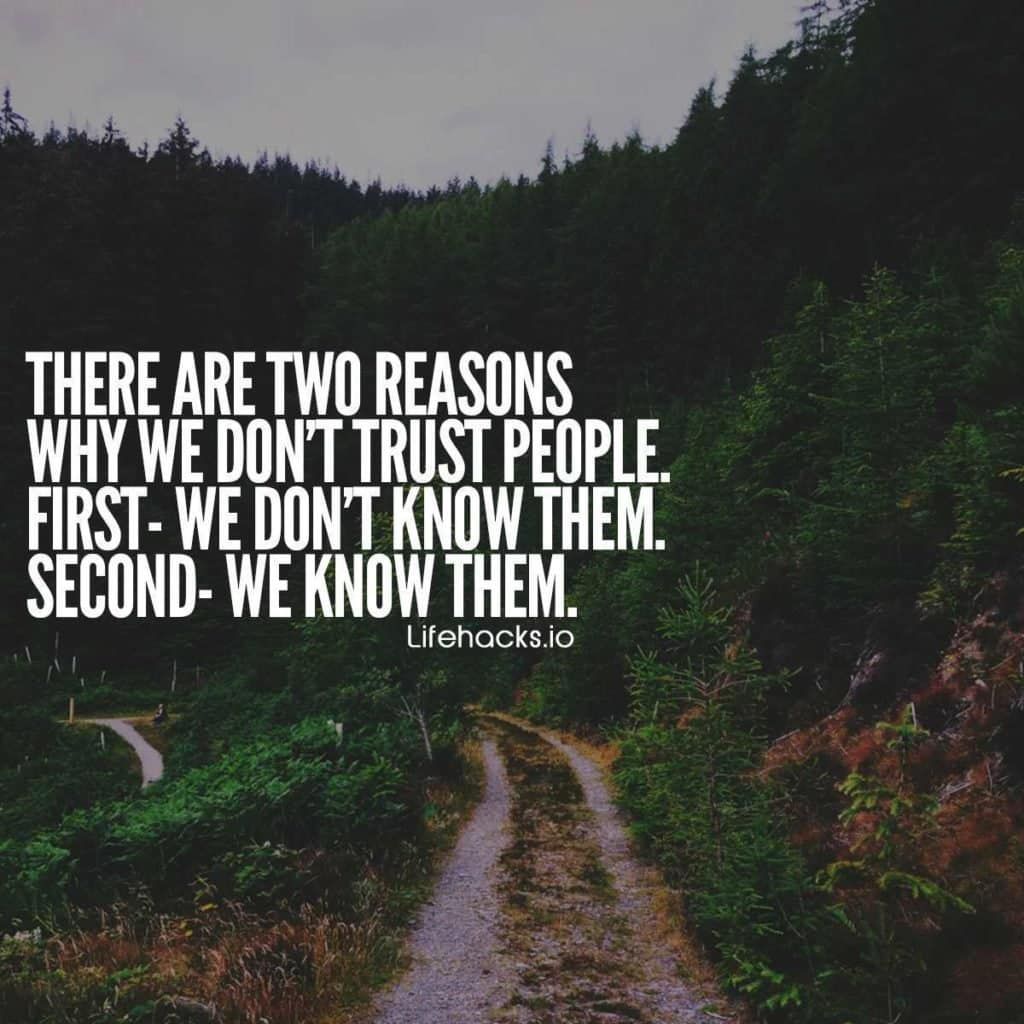 THERE ARE TWO REASONS
WHY WE DON'T TRUST PEOPLE.
FIRST- WE DON'T KNOW THEM.
SECOND- WE KNOW THEM.
Lifehacks.io